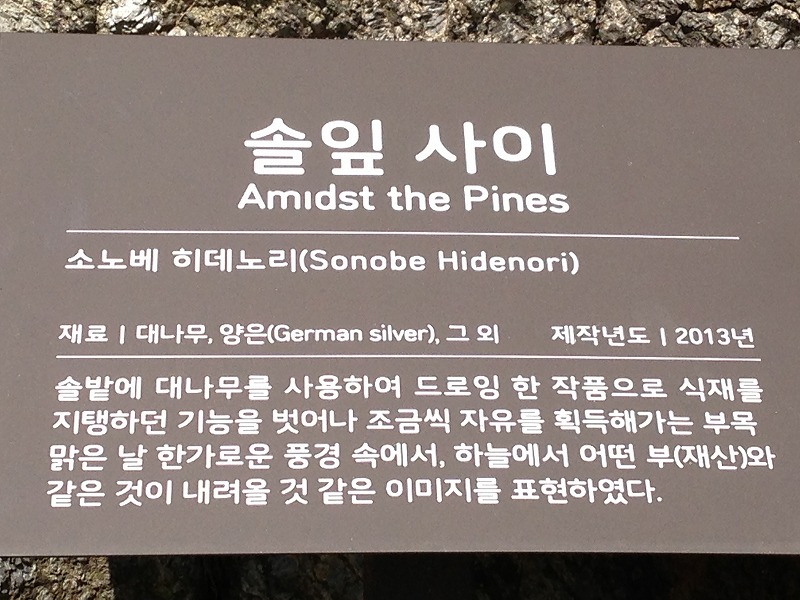 솔잎 사이
Amidst the Pines
소노베 히데노리(Sonobe Hidenori)
재료 | 대나무, 양은(German silver), 그 외 제작년도 | 2013년
솔밭에 대나무를 사용하여 드로잉 한 작품으로 식재를
지탱하던 기능을 벗어나 조금씩 자유를 획득해가는 부목
맑은 날 한가로운 풍경 속에서, 하늘에서 어떤 부(재산)와
같은 것이 내려올 것 같은 이미지를 표현하였다.